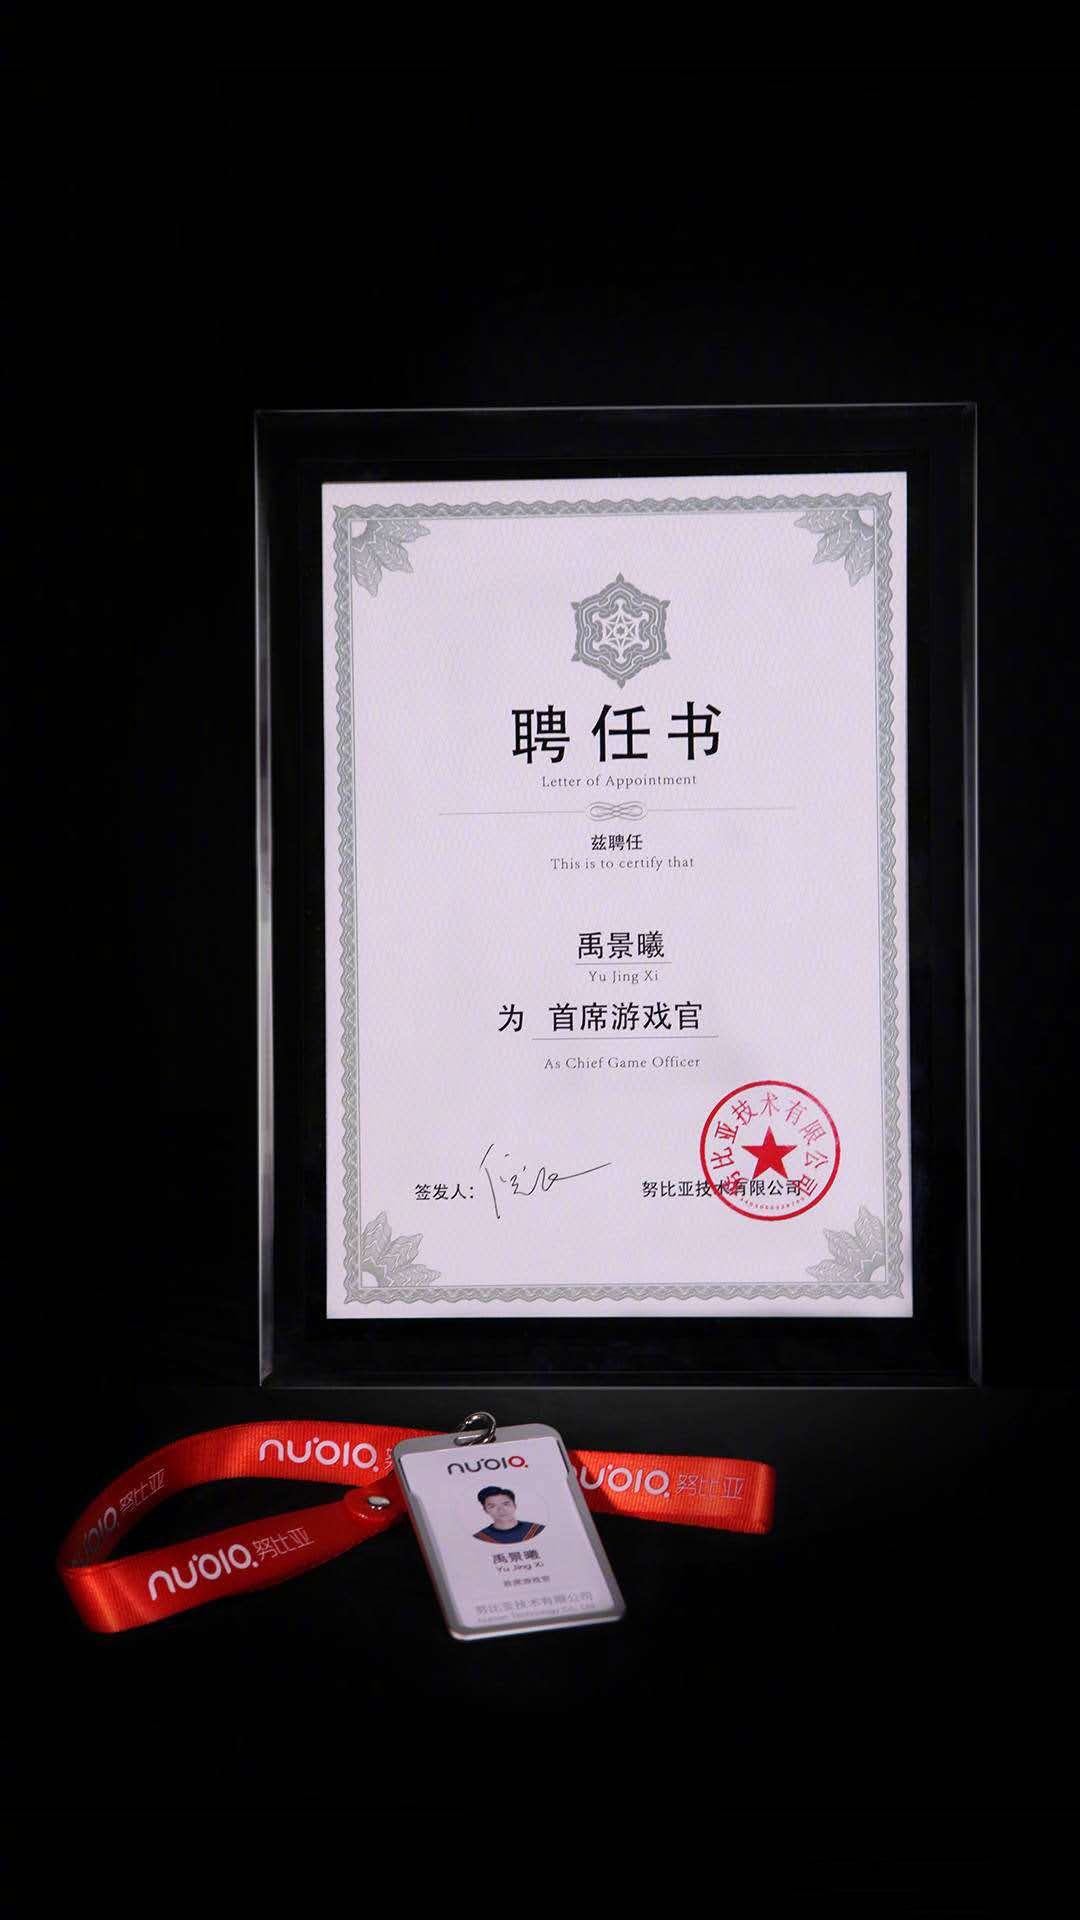 聘任书
Letter of Appointment
兹聘任
This is to certify that
禹景曦
Yu Jing Xi
为 首席游戏官
As Chief Game Officer
签发人：
努比亚技术有限公司
努比亚技术有限公司
nubia 努比亚
nubia
nubia 努比亚
nubia 努比亚
nubia
禹景曦
Yu Jing Xi
首席游戏官
努比亚技术有限公司